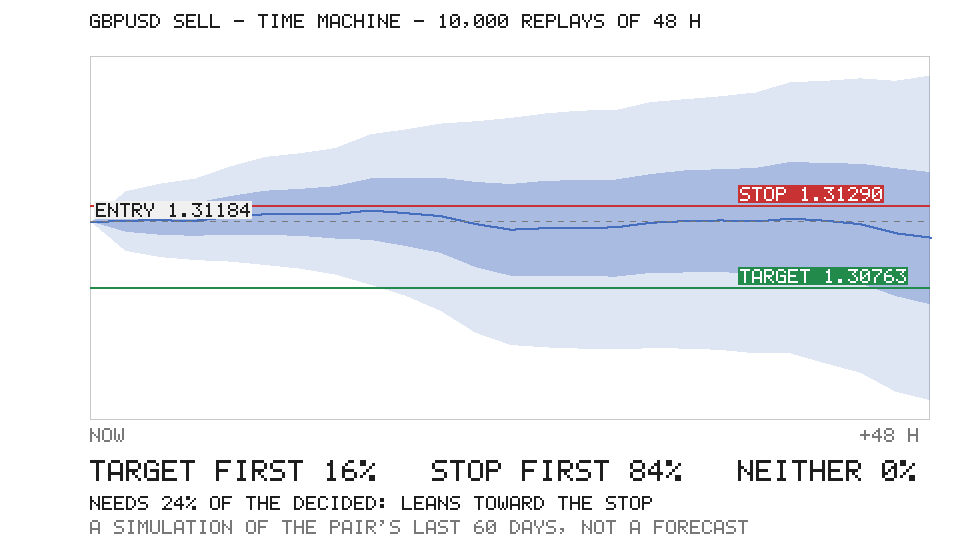 GBPUSD SELL – TIME MACHINE – 10,000 REPLAYS OF 48 H
STOP 1.31290
ENTRY 1.31184
TARGET 1.30763
NOW +48 H
TARGET FIRST 16% STOP FIRST 84% NEITHER 0%
NEEDS 24% OF THE DECIDED: LEANS TOWARD THE STOP
A SIMULATION OF THE PAIR'S LAST 60 DAYS, NOT A FORECAST